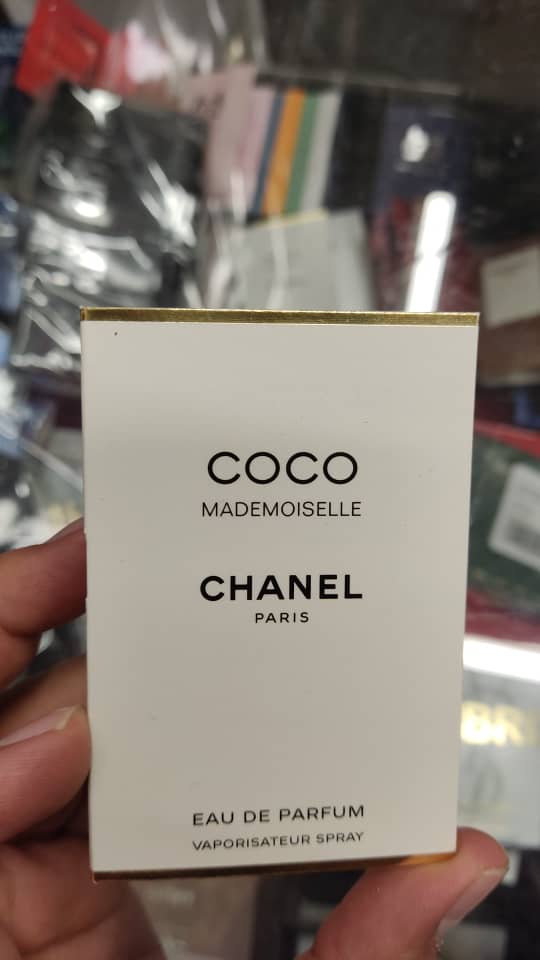 COCO
MADEMOISELLE
CHANEL
PARIS
EAU DE PARFUM
VAPORISATEUR SPRAY